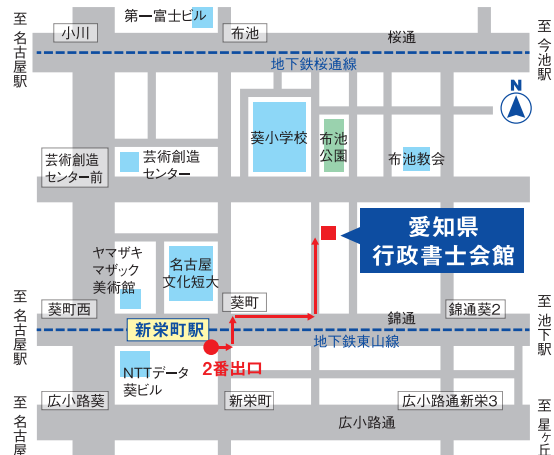 至 名古屋駅
第一富士ビル
小川
布池
桜通
至 今池駅
地下鉄桜通線
N
葵小学校
布池
公園
芸術創造
センター前
芸術創造
センター
布池教会
愛知県
行政書士会館
ヤマザキ
マザック
美術館
名古屋
文化短大
至 名古屋駅
葵町西
葵町
錦通
錦通葵2
至 池下駅
新栄町駅
地下鉄東山線
2番出口
NTTデータ
葵ビル
至 名古屋
広小路葵
新栄町
広小路通新栄3
広小路通
至 星ヶ丘